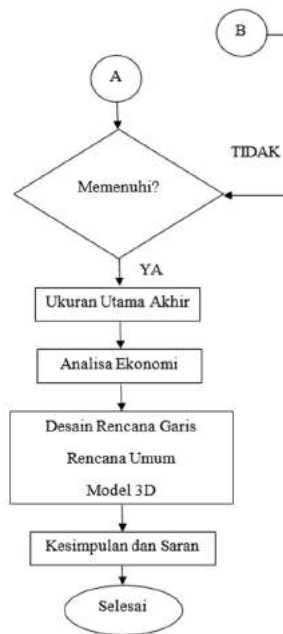 B
A
TIDAK
Memenuhi?
YA
Ukuran Utama Akhir
Analisa Ekonomi
Desain Rencana Garis
Rencana Umum
Model 3D
Kesimpulan dan Saran
Selesai